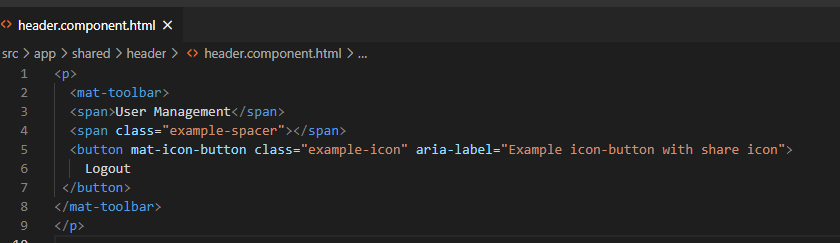 header.component.html
src > app > shared > header > header.component.html > ...
1 <p>
2 <mat-toolbar>
3 <span>User Management</span>
4 <span class="example-spacer"></span>
5 <button mat-icon-button class="example-icon" aria-label="Example icon-button with share icon">
6 Logout
7 </button>
8 </mat-toolbar>
9 </p>
10